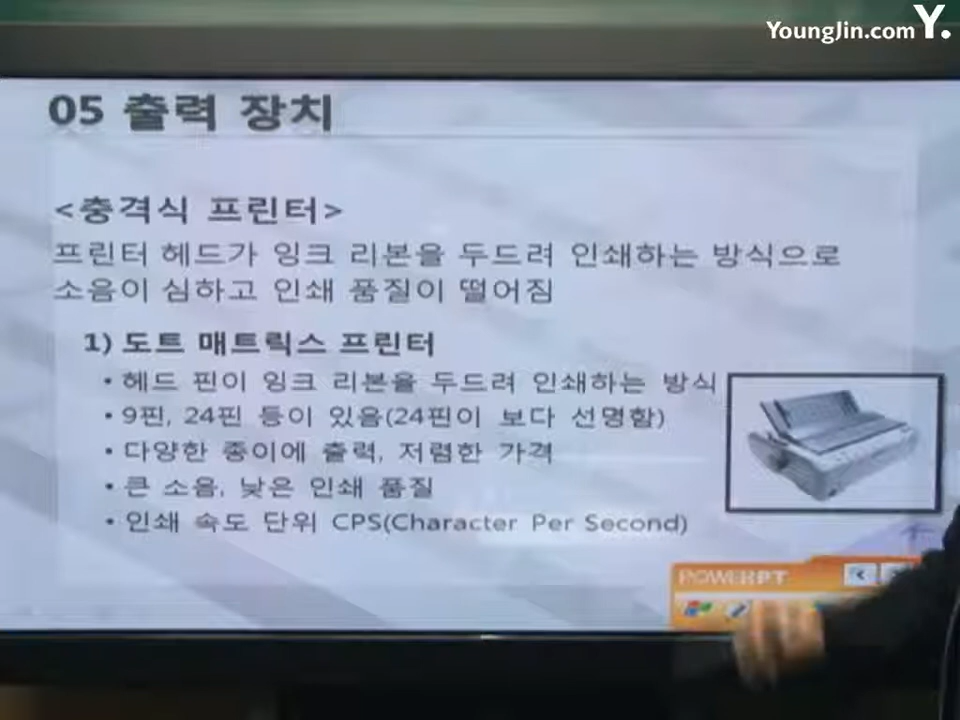 YoungJin.com Y.
05 출력 장치
<충격식 프린터>
프린터 헤드가 잉크 리본을 두드려 인쇄하는 방식으로
소음이 심하고 인쇄 품질이 떨어짐
1) 도트 매트릭스 프린터
• 헤드 핀이 잉크 리본을 두드려 인쇄하는 방식
• 9핀, 24핀 등이 있음(24핀이 보다 선명함)
• 다양한 종이에 출력, 저렴한 가격
• 큰 소음, 낮은 인쇄 품질
• 인쇄 속도 단위 CPS(Character Per Second)
POWERPT